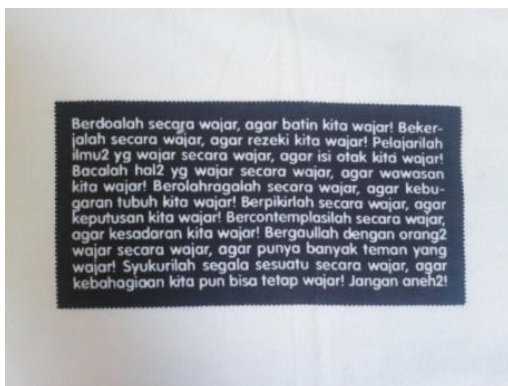 Berdoalah secara wajar, agar batin kita wajar! Beker-
jalah secara wajar, agar rezeki kita wajar! Pelajarilah
ilmu2 yg wajar secara wajar, agar isi otak kita wajar!
Bacalah hal2 yg wajar secara wajar, agar wawasan
kita wajar! Berolahragalah secara wajar, agar kebu-
garan tubuh kita wajar! Berpikirlah secara wajar, agar
keputusan kita wajar! Bercontemplasilah secara wajar,
agar kesadaran kita wajar! Bergaullah dengan orang2
wajar secara wajar, agar punya banyak teman yang
wajar! Syukurilah segala sesuatu secara wajar, agar
kebahagiaan kita pun bisa tetap wajar! Jangan aneh2!